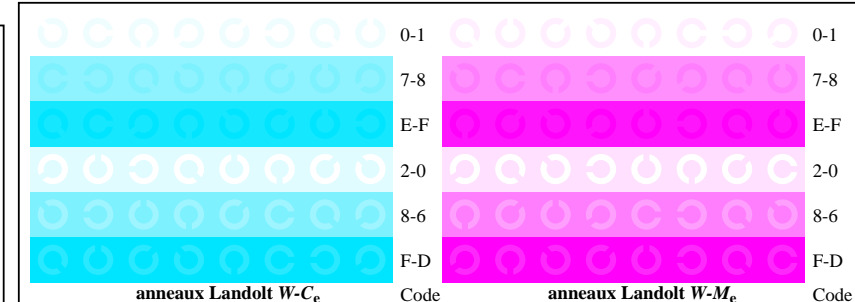 0-1 0-1
7-8 7-8
E-F E-F
2-0 2-0
8-6 8-6
F-D F-D
anneaux Landolt W-Ce Code anneaux Landolt W-Me Code